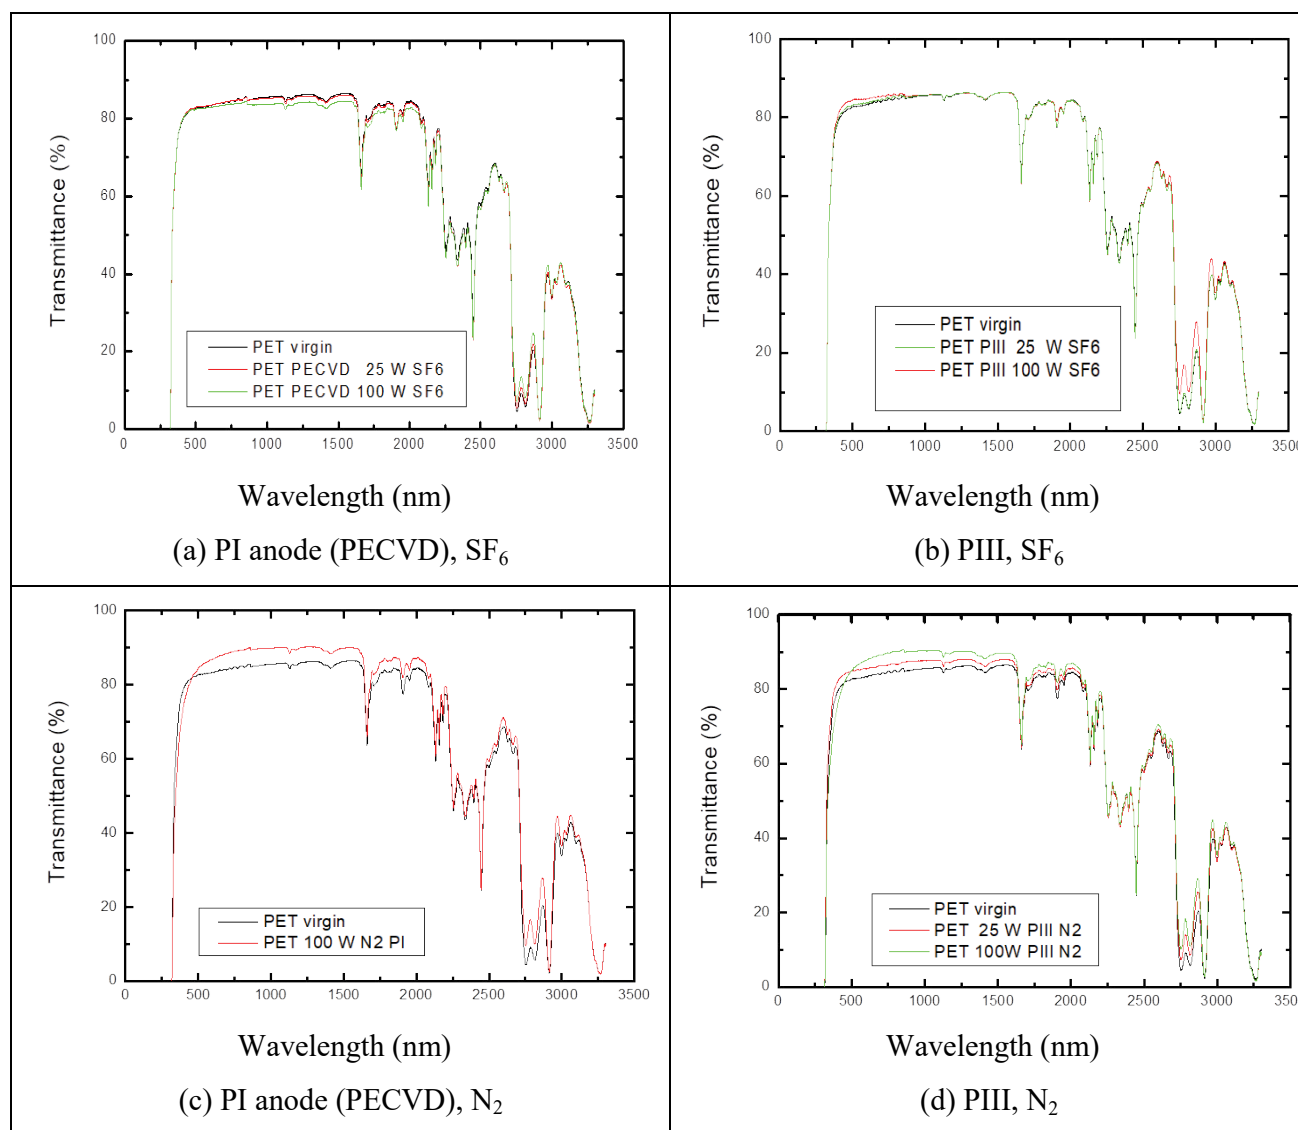 100
80
60
40
20
0
Transmittance (%)
PET virgin
PET PECVD 25 W SF6
PET PECVD 100 W SF6
0 500 1000 1500 2000 2500 3000 3500
Wavelength (nm)
(a) PI anode (PECVD), SF6
100
80
60
40
20
0
Transmittance (%)
PET virgin
PET PIII 25 W SF6
PET PIII 100 W SF6
0 500 1000 1500 2000 2500 3000 3500
Wavelength (nm)
(b) PIII, SF6
100
80
60
40
20
0
Transmittance (%)
PET virgin
PET 100 W N2 PI
0 500 1000 1500 2000 2500 3000 3500
Wavelength (nm)
(c) PI anode (PECVD), N2
100
80
60
40
20
0
Transmittance (%)
PET virgin
PET 25 W PIII N2
PET 100W PIII N2
0 500 1000 1500 2000 2500 3000 350
Wavelength (nm)
(d) PIII, N2